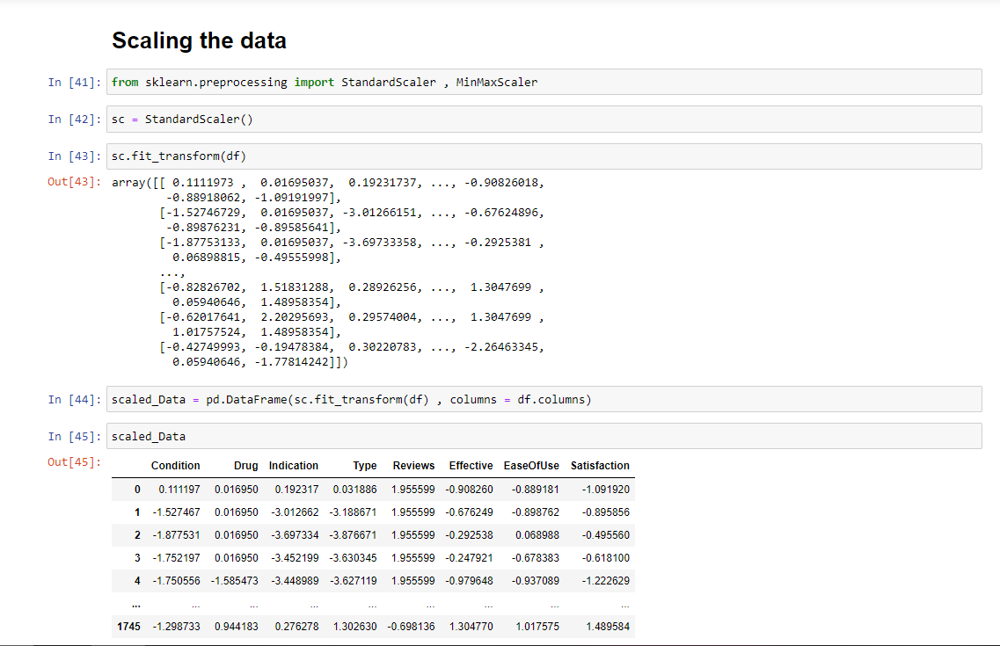 Scaling the data
In [41]: from sklearn.preprocessing import StandardScaler , MinMaxScaler
In [42]: sc = StandardScaler()
In [43]: sc.fit_transform(df)
Out[43]: array([[ 0.1111973 ,  0.01695037,  0.19231737, ..., -0.90826018,
        -0.88918062, -1.09191997],
       [-1.52746729,  0.01695037, -3.01266151, ..., -0.67624896,
        -0.89876231, -0.89585641],
       [-1.87753133,  0.01695037, -3.69733358, ..., -0.2925381 ,
         0.06898815, -0.49555998],
       ...,
       [-0.82826702,  1.51831288,  0.28926256, ...,  1.3047699 ,
         0.05940646,  1.48958354],
       [-0.62017641,  2.20295693,  0.29574004, ...,  1.3047699 ,
         1.01757524,  1.48958354],
       [-0.42749993, -0.19478384,  0.30220783, ..., -2.26463345,
         0.05940646, -1.77814242]])
In [44]: scaled_Data = pd.DataFrame(sc.fit_transform(df) , columns = df.columns)
In [45]: scaled_Data
Out[45]:
Condition Drug Indication Type Reviews Effective EaseOfUse Satisfaction
0 0.111197 0.016950 0.192317 0.031886 1.955599 -0.908260 -0.889181 -1.091920
1 -1.527467 0.016950 -3.012662 -3.188671 1.955599 -0.676249 -0.898762 -0.895856
2 -1.877531 0.016950 -3.697334 -3.876671 1.955599 -0.292538 0.068988 -0.495560
3 -1.752197 0.016950 -3.452199 -3.630345 1.955599 -0.247921 -0.678383 -0.618100
4 -1.750556 -1.585473 -3.448989 -3.627119 1.955599 -0.979648 -0.937089 -1.222629
... ... ... ... ... ... ... ... ...
1745 -1.298733 0.944183 0.276278 1.302630 -0.698136 1.304770 1.017575 1.489584